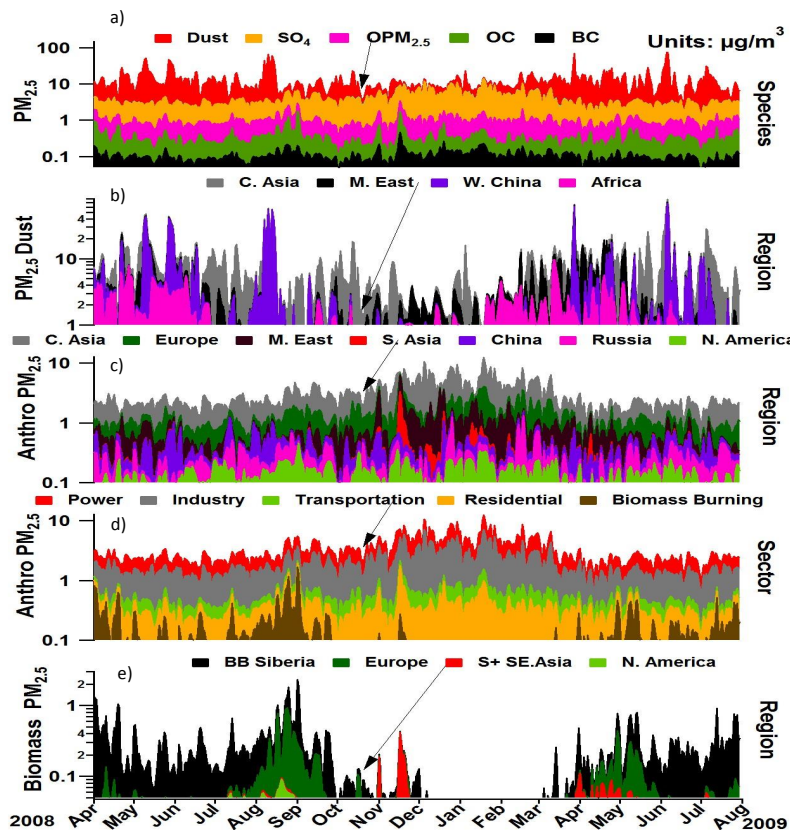 a)
Dust SO₄ OPM₂.₅ OC BC
Units: µg/m³
100
10
1
0.1
PM₂.₅
Species
C. Asia M. East W. China Africa
b)
4
2
10
4
2
1
PM₂.₅ Dust
Region
C. Asia Europe M. East S. Asia China Russia N. America
c)
10
1
0.1
Anthro PM₂.₅
Region
Power Industry Transportation Residential Biomass Burning
d)
10
1
0.1
Anthro PM₂.₅
Sector
BB Siberia Europe S+ SE.Asia N. America
e)
2
1
4
2
0.1
Biomass PM₂.₅
Region
Apr May Jun Jul Aug Sep Oct Nov Dec Jan Feb Mar Apr May Jun Jul Aug
2008 2009